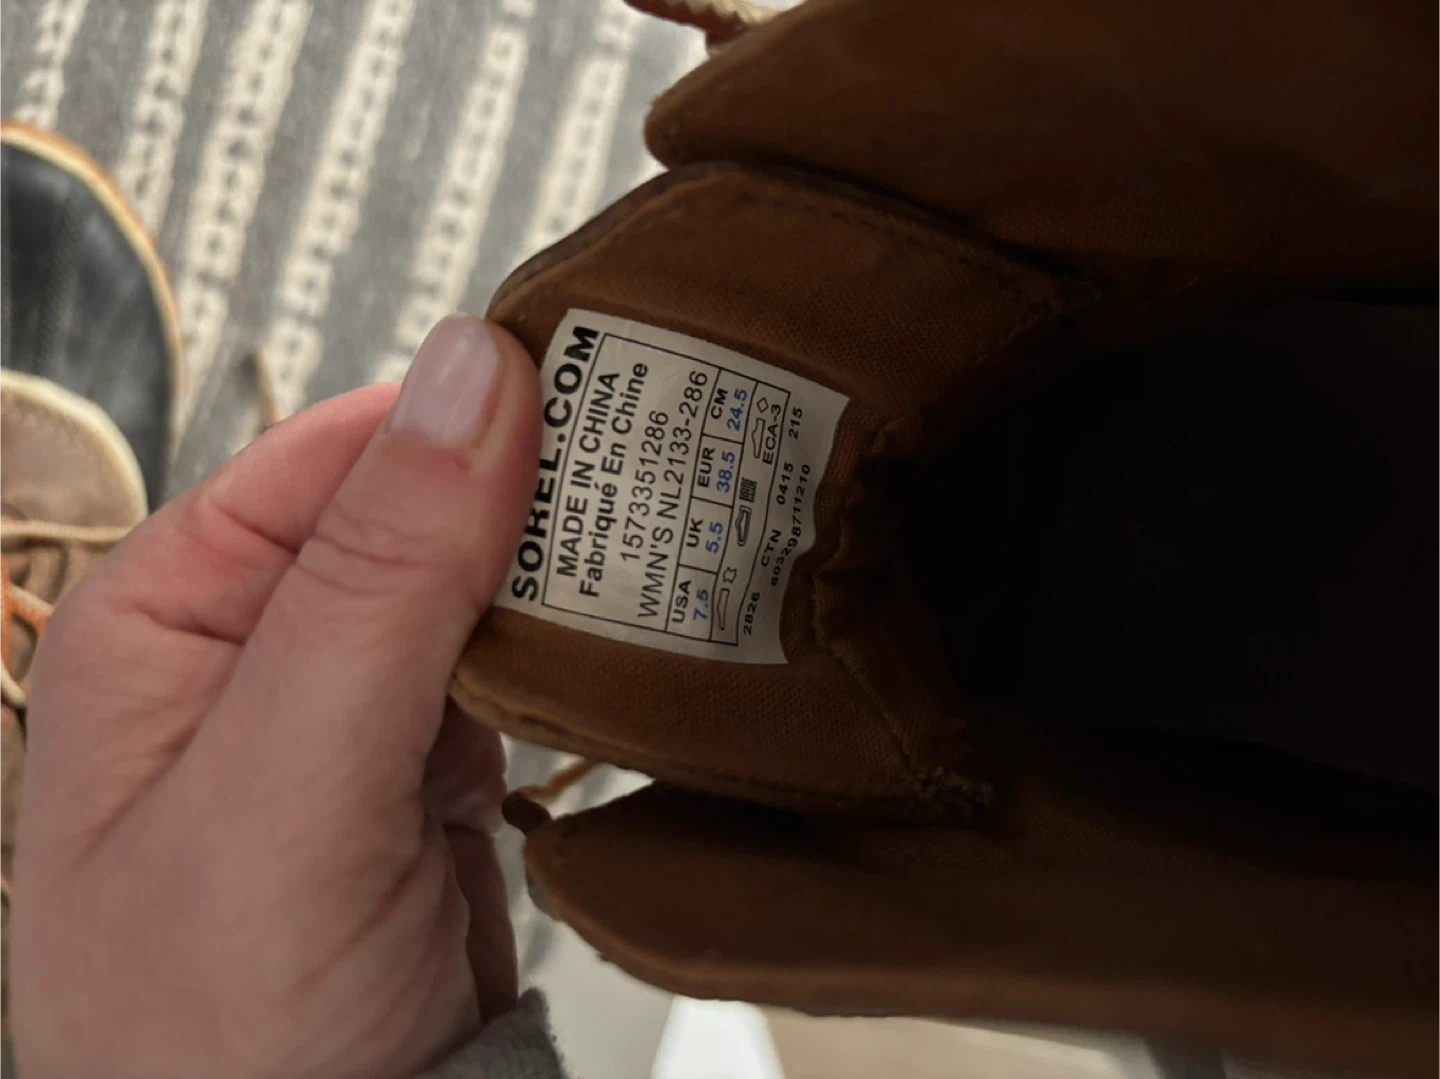 SOREL.COM
MADE IN CHINA
Fabriqué En Chine
1573351286
WMN'S NL2133-286
USA UK EUR CM
7.5 5.5 38.5 24.5
ECA-3
2826 CTN 0415 215
803298711210